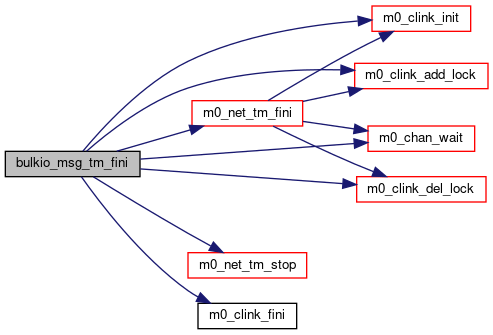 m0_clink_init
m0_clink_add_lock
m0_net_tm_fini
m0_chan_wait
bulkio_msg_tm_fini
m0_clink_del_lock
m0_net_tm_stop
m0_clink_fini